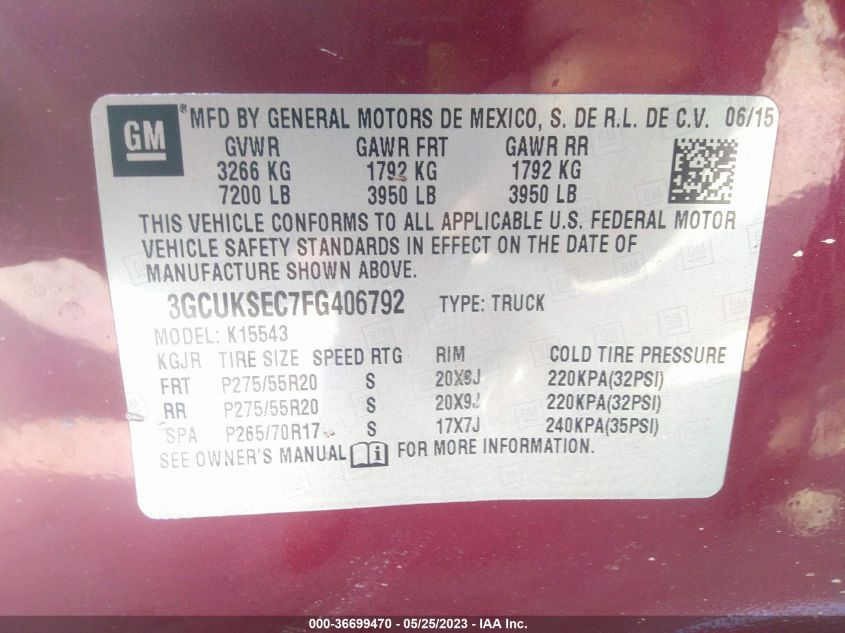 GM ® MFD BY GENERAL MOTORS DE MEXICO, S. DE R.L. DE C.V. 06/15
GVWR GAWR FRT GAWR RR
3266 KG 1792 KG 1792 KG
7200 LB 3950 LB 3950 LB
THIS VEHICLE CONFORMS TO ALL APPLICABLE U.S. FEDERAL MOTOR
VEHICLE SAFETY STANDARDS IN EFFECT ON THE DATE OF
MANUFACTURE SHOWN ABOVE.
3GCUKSEC7FG406792 TYPE: TRUCK
MODEL: K15543
KGJR TIRE SIZE SPEED RTG RIM COLD TIRE PRESSURE
FRT P275/55R20 S 20X9J 220KPA(32PSI)
RR P275/55R20 S 20X9J 220KPA(32PSI)
SPA P265/70R17 S 17X7J 240KPA(35PSI)
SEE OWNER'S MANUAL FOR MORE INFORMATION.
000-36699470 - 05/25/2023 - IAA Inc.